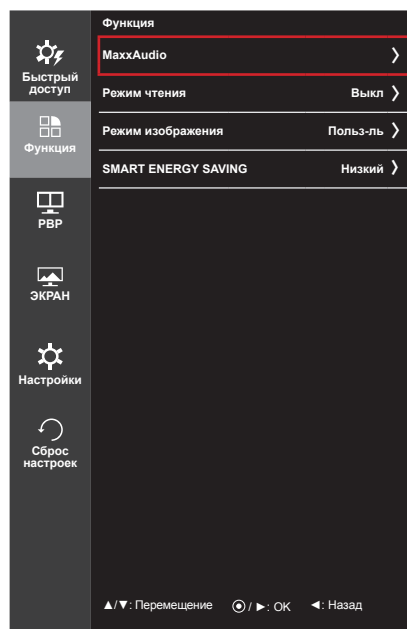 Функция
MaxxAudio
Режим чтения Выкл
Режим изображения Польз-ль
SMART ENERGY SAVING Низкий
Быстрый
доступ
Функция
PBP
ЭКРАН
Настройки
Сброс
настроек
▲/▼: Перемещение ⦿ / ►: OK ◄: Назад